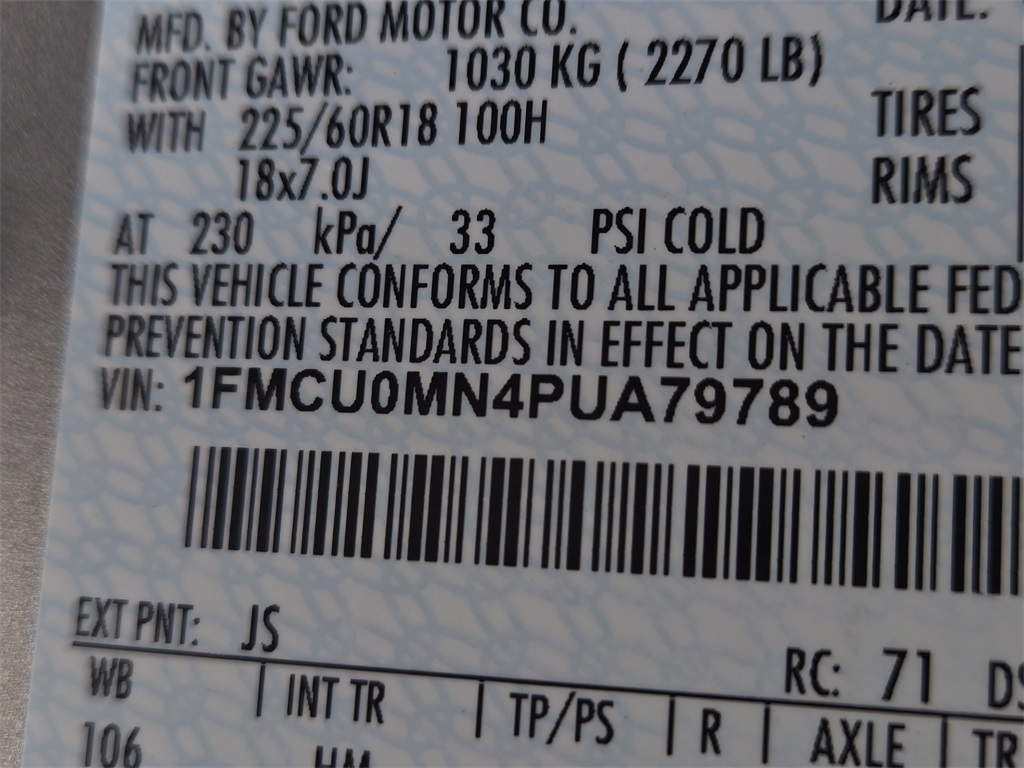 MFD. BY FORD MOTOR CO.
DATE:
FRONT GAWR: 1030 KG ( 2270 LB)
WITH 225/60R18 100H TIRES
18x7.0J RIMS
AT 230 kPa/ 33 PSI COLD
THIS VEHICLE CONFORMS TO ALL APPLICABLE FED
PREVENTION STANDARDS IN EFFECT ON THE DATE
VIN: 1FMCU0MN4PUA79789
EXT PNT: JS
RC: 71
WB INT TR TP/PS R AXLE TR
106 HM